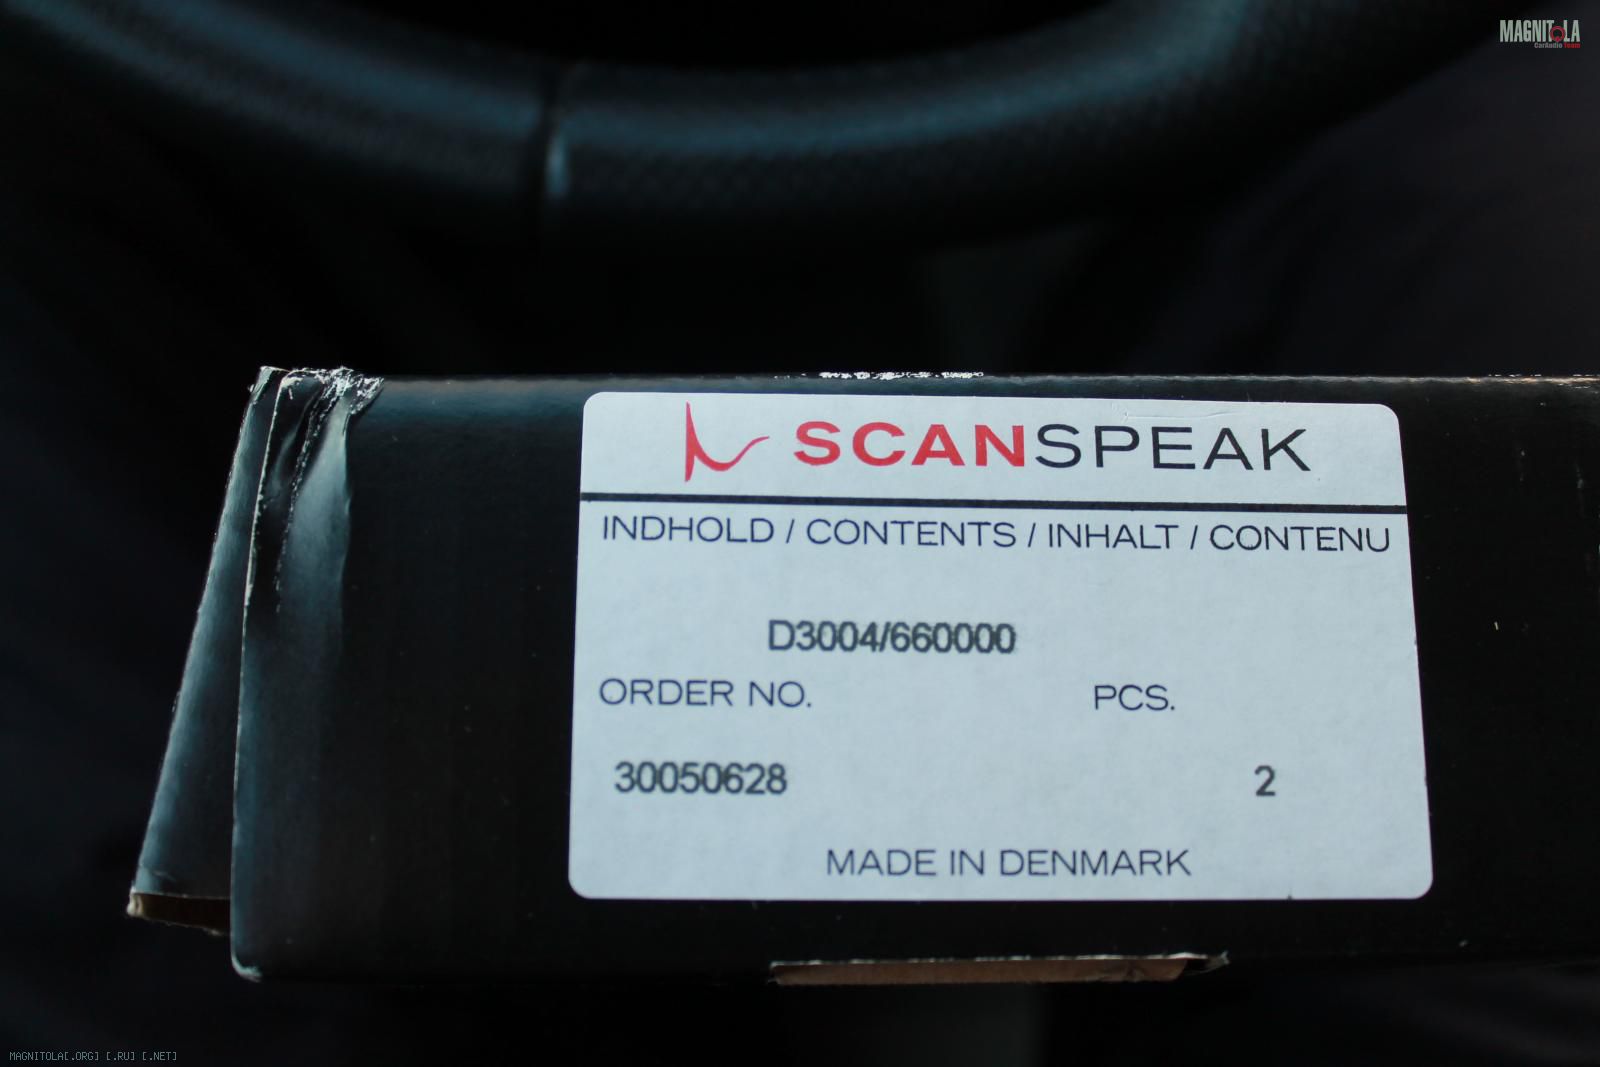 MAGNITOLA
CarAudio Team
SCANSPEAK
INDHOLD / CONTENTS / INHALT / CONTENU
D3004/660000
ORDER NO. PCS.
30050628 2
MADE IN DENMARK
MAGNITOLA[.ORG] [.RU] [.NET]